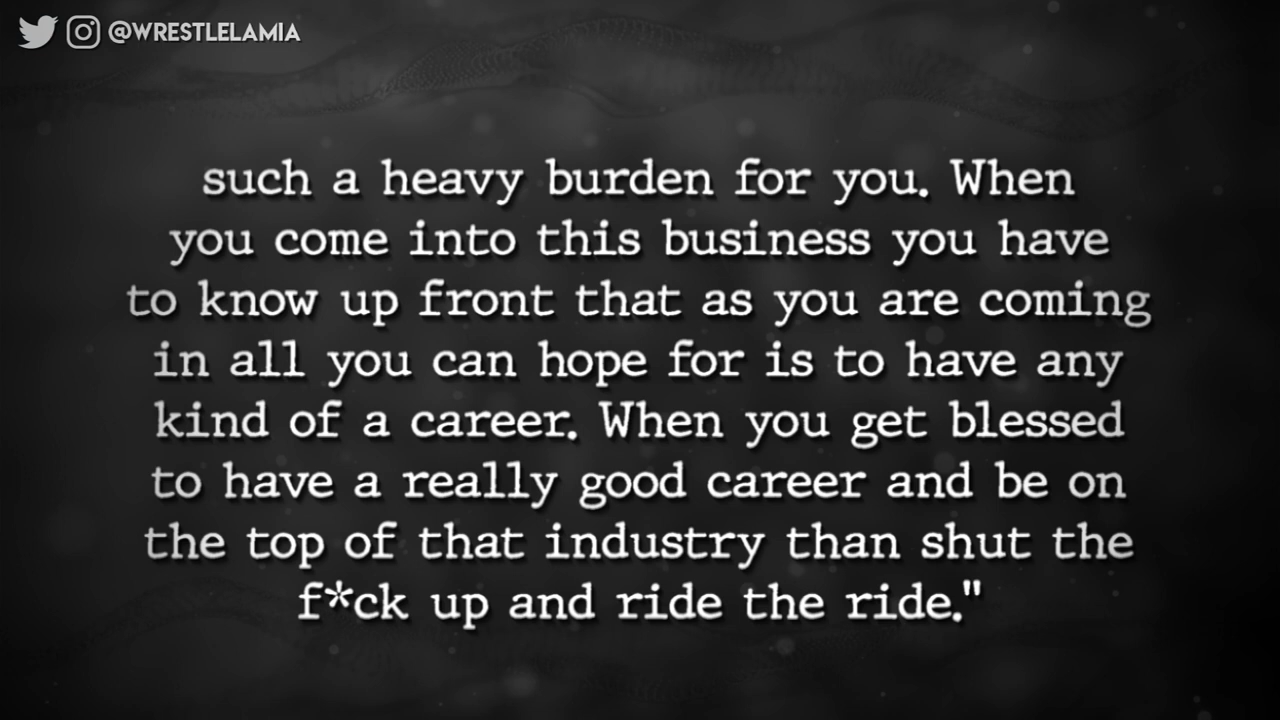 @WRESTLELAMIA
such a heavy burden for you. When
you come into this business you have
to know up front that as you are coming
in all you can hope for is to have any
kind of a career. When you get blessed
to have a really good career and be on
the top of that industry than shut the
f*ck up and ride the ride."